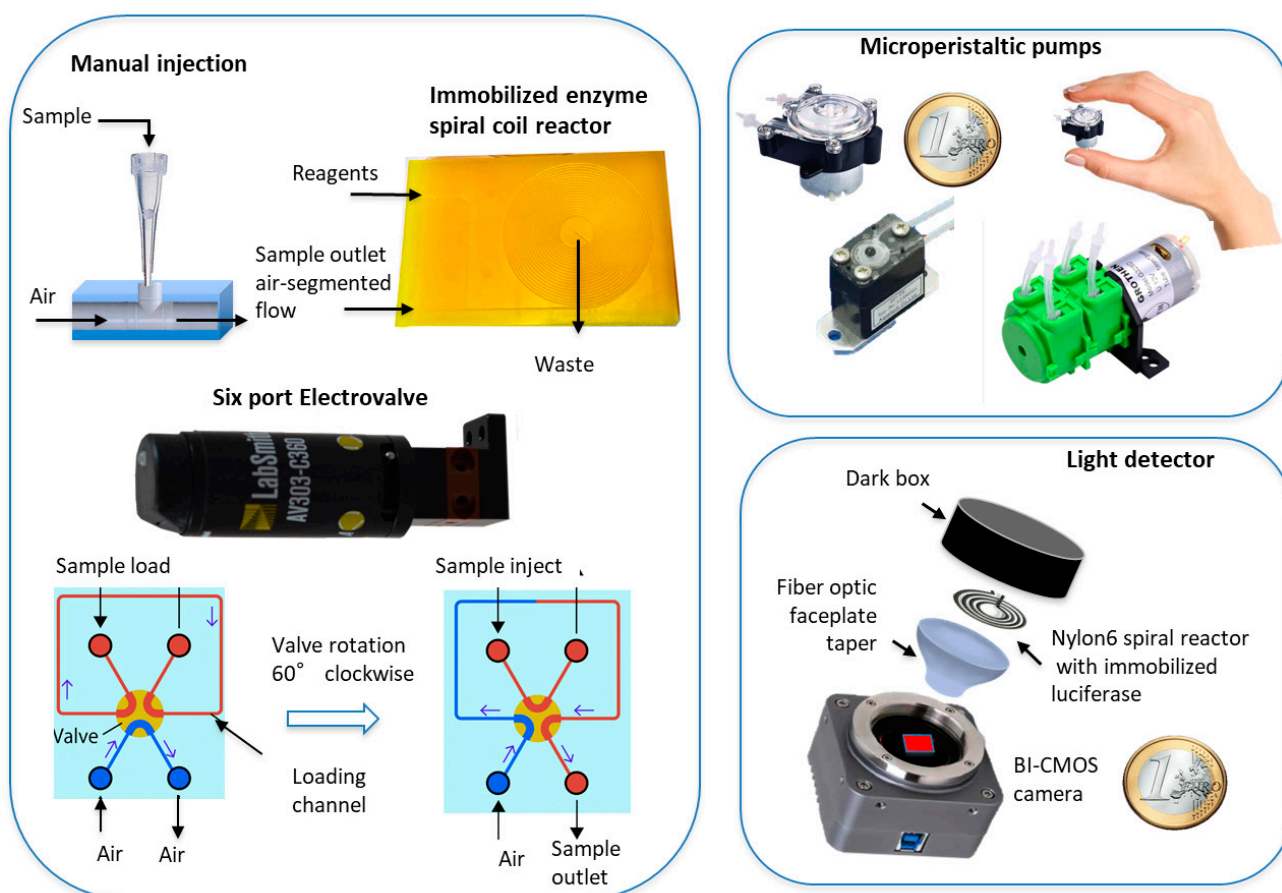 Manual injection
Sample
Air
Immobilized enzyme
spiral coil reactor
Reagents
Sample outlet
air-segmented
flow
Waste
Six port Electrovalve
LabSmith
AV303-C360
Sample load
Valve
Air
Air
Valve rotation
60° clockwise
Loading
channel
Sample inject
Air
Sample
outlet
Microperistaltic pumps
1
EURO
GROTHEN
Light detector
Dark box
Fiber optic
faceplate
taper
Nylon6 spiral reactor
with immobilized
luciferase
BI-CMOS
camera
1
EURO